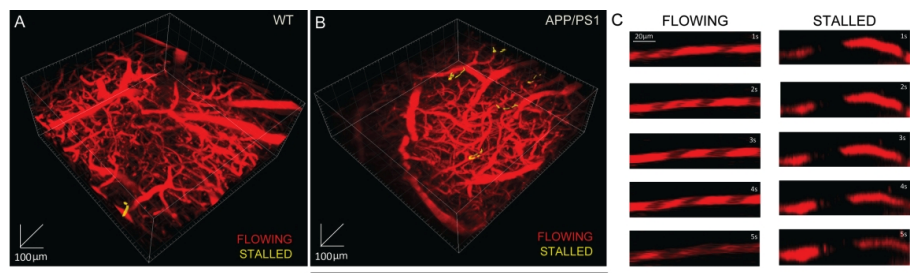 A
WT
FLOWING
STALLED
100μm
B
APP/PS1
FLOWING
STALLED
100μm
C
FLOWING
STALLED
20μm
1s
1s
2s
2s
3s
3s
4s
4s
5s
5s